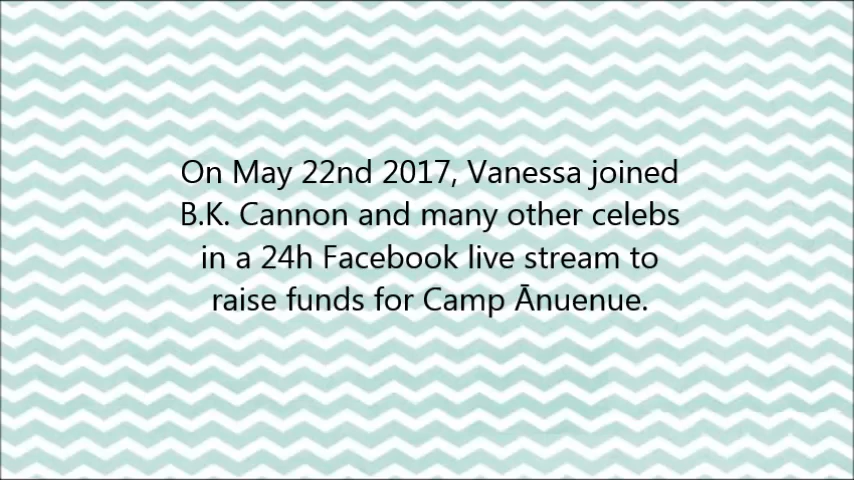 On May 22nd 2017, Vanessa joined
B.K. Cannon and many other celebs
in a 24h Facebook live stream to
raise funds for Camp Ānuenue.